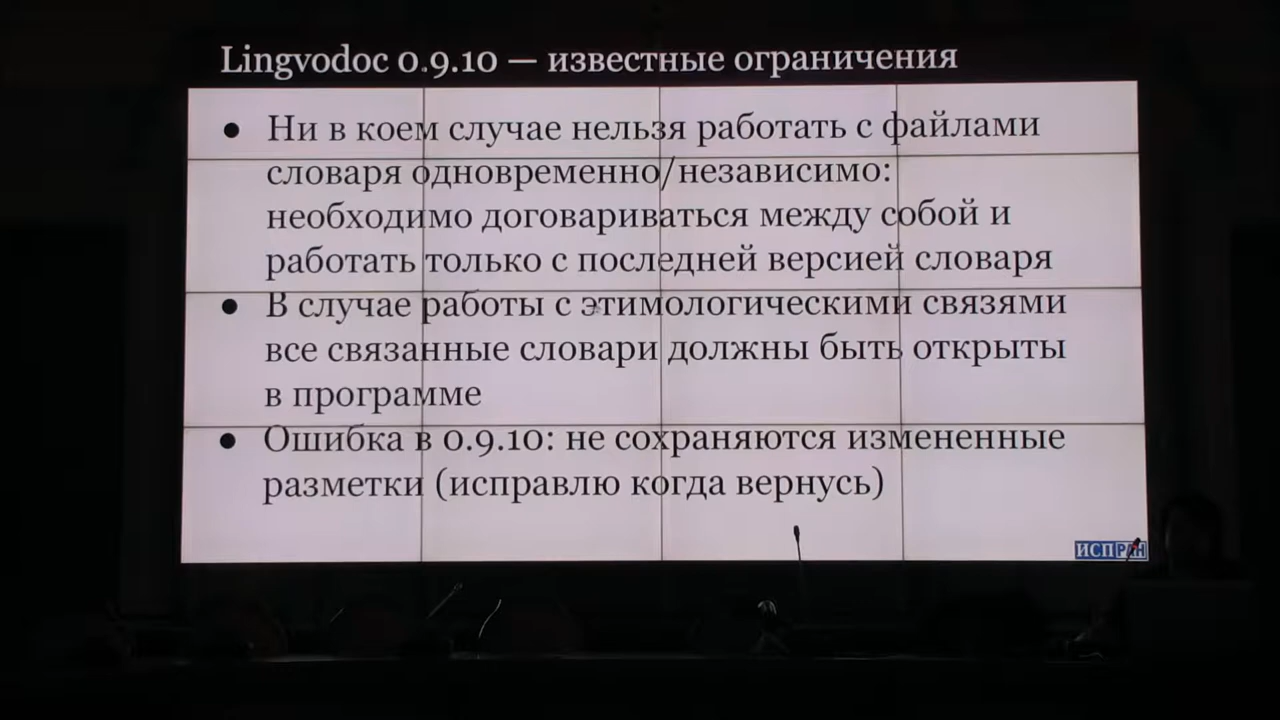 Lingvodoc 0.9.10 — известные ограничения
● Ни в коем случае нельзя работать с файлами
словаря одновременно/независимо:
необходимо договариваться между собой и
работать только с последней версией словаря
● В случае работы с этимологическими связями
все связанные словари должны быть открыты
в программе
● Ошибка в 0.9.10: не сохраняются измененные
разметки (исправлю когда вернусь)
ИСПРАН